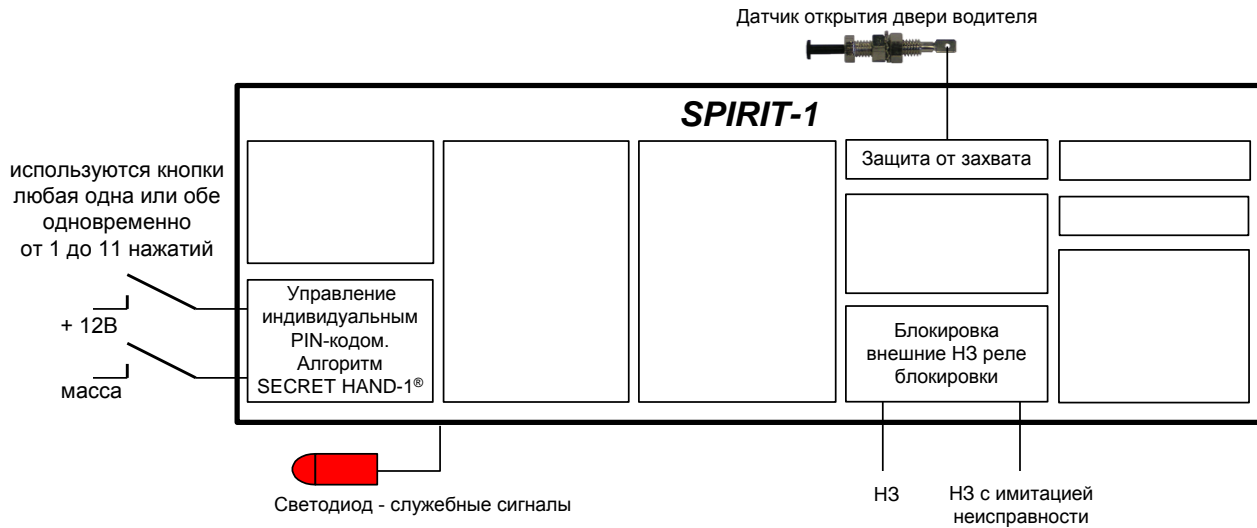 Датчик открытия двери водителя
SPIRIT-1
используются кнопки
любая одна или обе
одновременно
от 1 до 11 нажатий
+ 12В
масса
Управление
индивидуальным
PIN-кодом.
Алгоритм
SECRET HAND-1®
Защита от захвата
Блокировка
внешние НЗ реле
блокировки
Светодиод - служебные сигналы
НЗ
НЗ с имитацией
неисправности